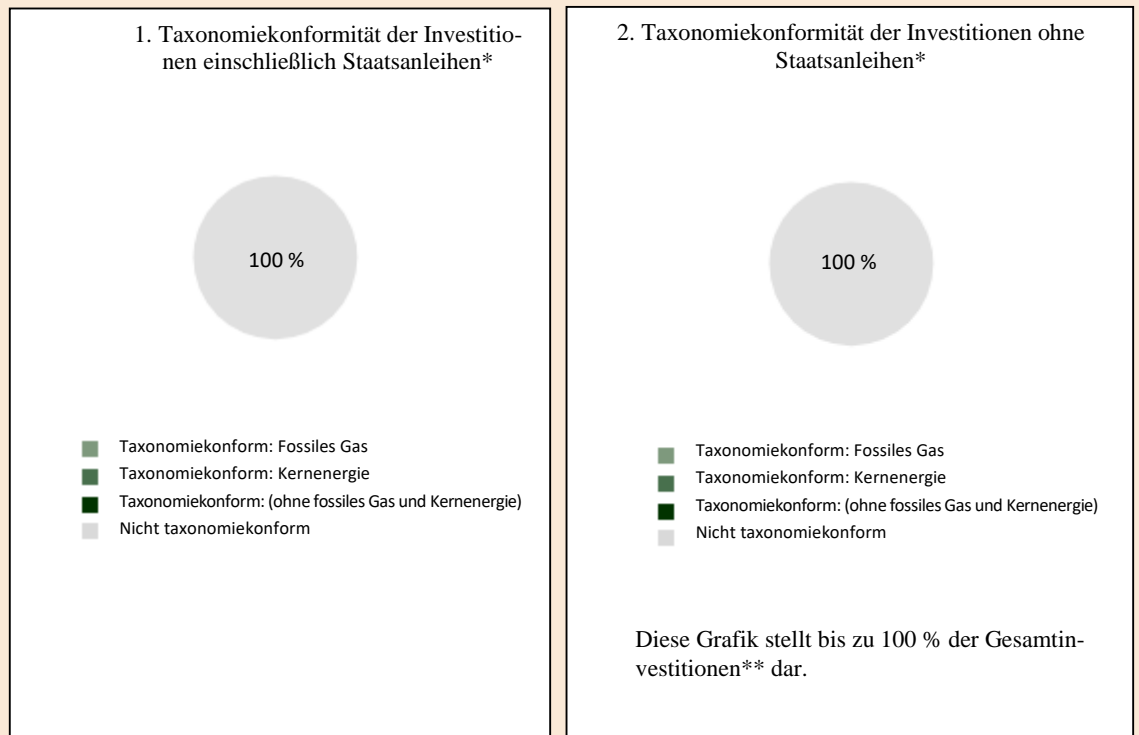 1. Taxonomiekonformität der Investitio-
nen einschließlich Staatsanleihen*
100 %
Taxonomiekonform: Fossiles Gas
Taxonomiekonform: Kernenergie
Taxonomiekonform: (ohne fossiles Gas und Kernenergie)
Nicht taxonomiekonform
2. Taxonomiekonformität der Investitionen ohne
Staatsanleihen*
100 %
Taxonomiekonform: Fossiles Gas
Taxonomiekonform: Kernenergie
Taxonomiekonform: (ohne fossiles Gas und Kernenergie)
Nicht taxonomiekonform
Diese Grafik stellt bis zu 100 % der Gesamtin-
vestitionen** dar.